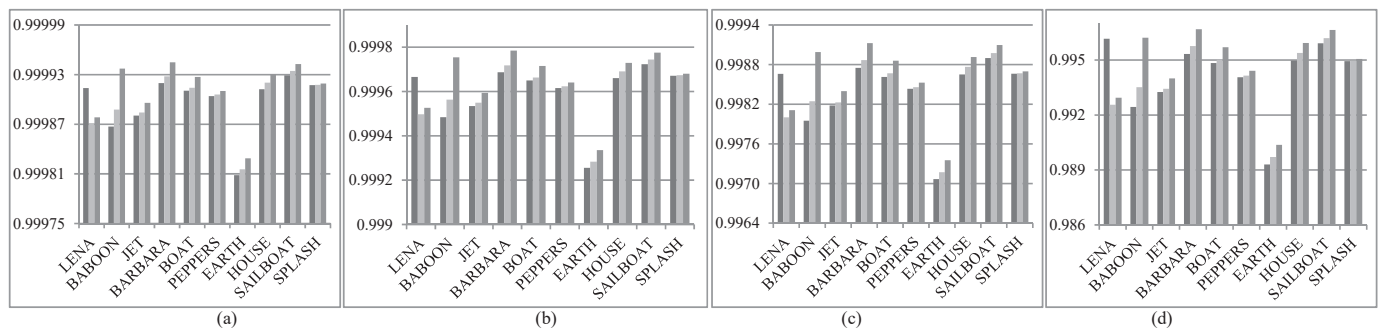 0.99999
0.99993
0.99987
0.99981
0.99975
LENA
BABOON
JET
BARBARA
BOAT
PEPPERS
EARTH
HOUSE
SAILBOAT
SPLASH
(a)
0.9998
0.9996
0.9994
0.9992
0.999
LENA
BABOON
JET
BARBARA
BOAT
PEPPERS
EARTH
HOUSE
SAILBOAT
SPLASH
(b)
0.9994
0.9988
0.9982
0.9976
0.9970
0.9964
LENA
BABOON
JET
BARBARA
BOAT
PEPPERS
EARTH
HOUSE
SAILBOAT
SPLASH
(c)
0.995
0.992
0.989
0.986
LENA
BABOON
JET
BARBARA
BOAT
PEPPERS
EARTH
HOUSE
SAILBOAT
SPLASH
(d)